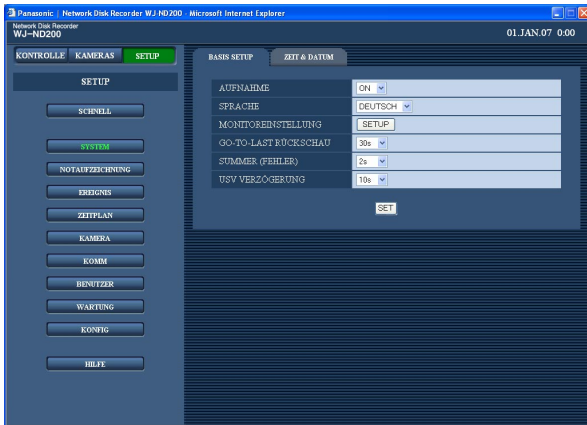 Panasonic | Network Disk Recorder WJ-ND200 - Microsoft Internet Explorer
Network Disk Recorder
WJ-ND200
01.JAN.07 0:00
KONTROLLE KAMERAS SETUP
BASIS SETUP ZEIT & DATUM
SETUP
SCHNELL
SYSTEM
NOTAUFZEICHNUNG
EREIGNIS
ZEITPLAN
KAMERA
KOMM
BENUTZER
WARTUNG
KONFIG
HILFE
AUFNAHME ON
SPRACHE DEUTSCH
MONITOREINSTELLUNG SETUP
GO-TO-LAST RÜCKSCHAU 30s
SUMMER (FEHLER) 2s
USV VERZÖGERUNG 10s
SET